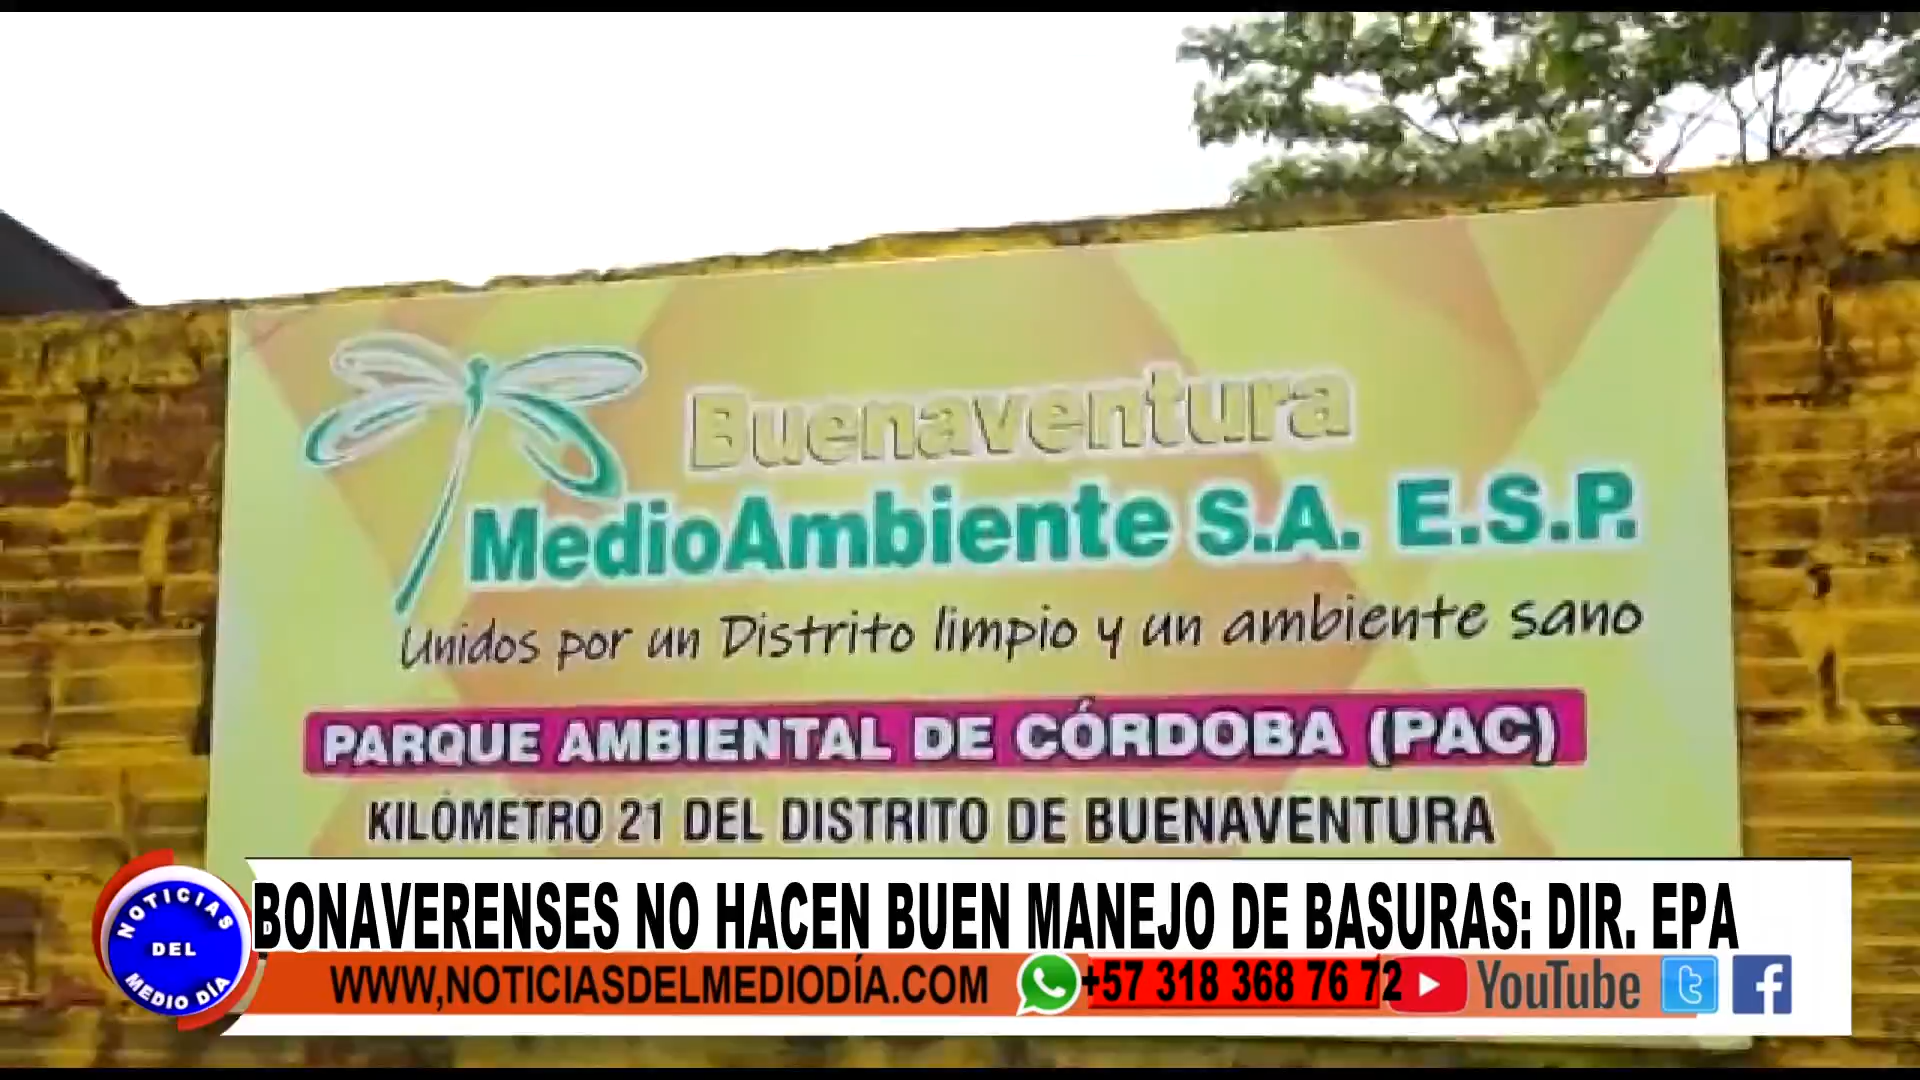 Buenaventura
MedioAmbiente S.A. E.S.P.
Unidos por un Distrito limpio y un ambiente sano
PARQUE AMBIENTAL DE CÓRDOBA (PAC)
KILÓMETRO 21 DEL DISTRITO DE BUENAVENTURA
NOTICIAS
DEL
MEDIO DÍA
BONAVERENSES NO HACEN BUEN MANEJO DE BASURAS: DIR. EPA
WWW,NOTICIASDELMEDIODÍA.COM
+57 318 368 76 72
YouTube